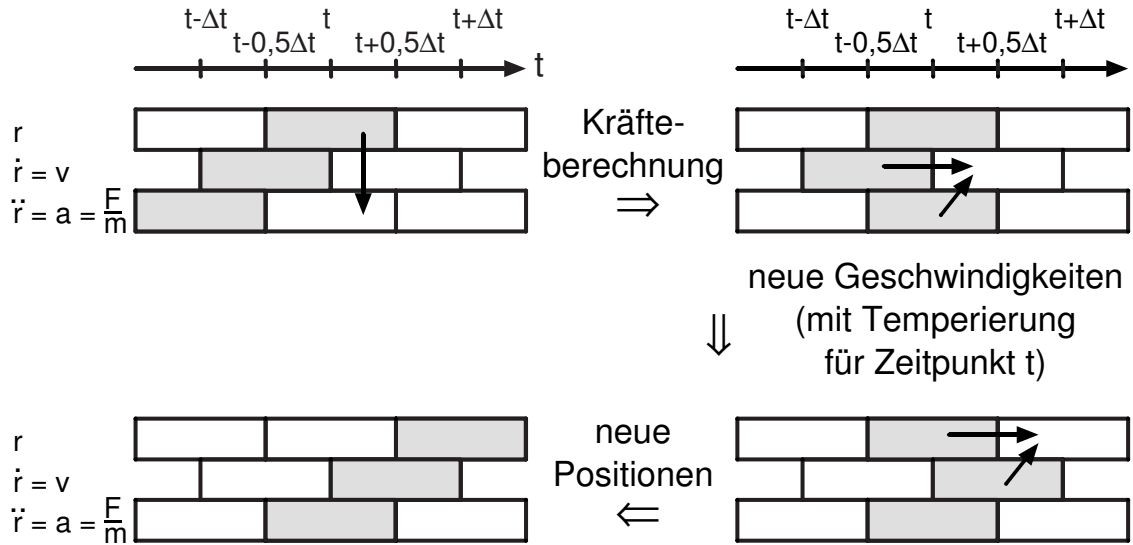 t-Δt t t+Δt
t-0,5Δt t+0,5Δt
t
t-Δt t t+Δt
t-0,5Δt t+0,5Δt
r
ṙ = v
r̈ = a = F/m
Kräfte-
berechnung
⇒
neue Geschwindigkeiten
(mit Temperierung
für Zeitpunkt t)
⇓
r
ṙ = v
r̈ = a = F/m
neue
Positionen
⇐